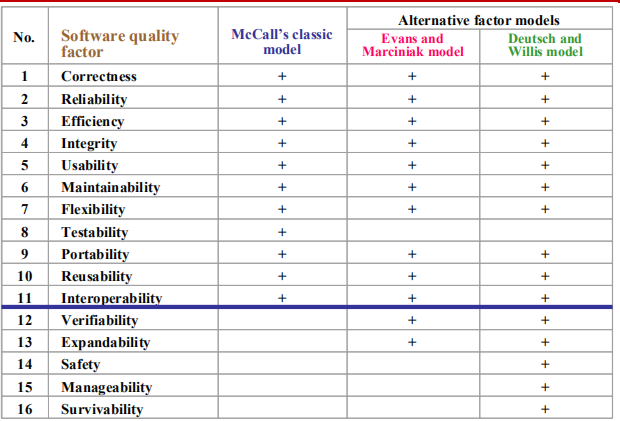 Alternative factor models
No. Software quality factor McCall's classic model Evans and Marciniak model Deutsch and Willis model
1 Correctness + + +
2 Reliability + + +
3 Efficiency + + +
4 Integrity + + +
5 Usability + + +
6 Maintainability + + +
7 Flexibility + + +
8 Testability +
9 Portability + + +
10 Reusability + + +
11 Interoperability + + +
12 Verifiability + +
13 Expandability + +
14 Safety +
15 Manageability +
16 Survivability +